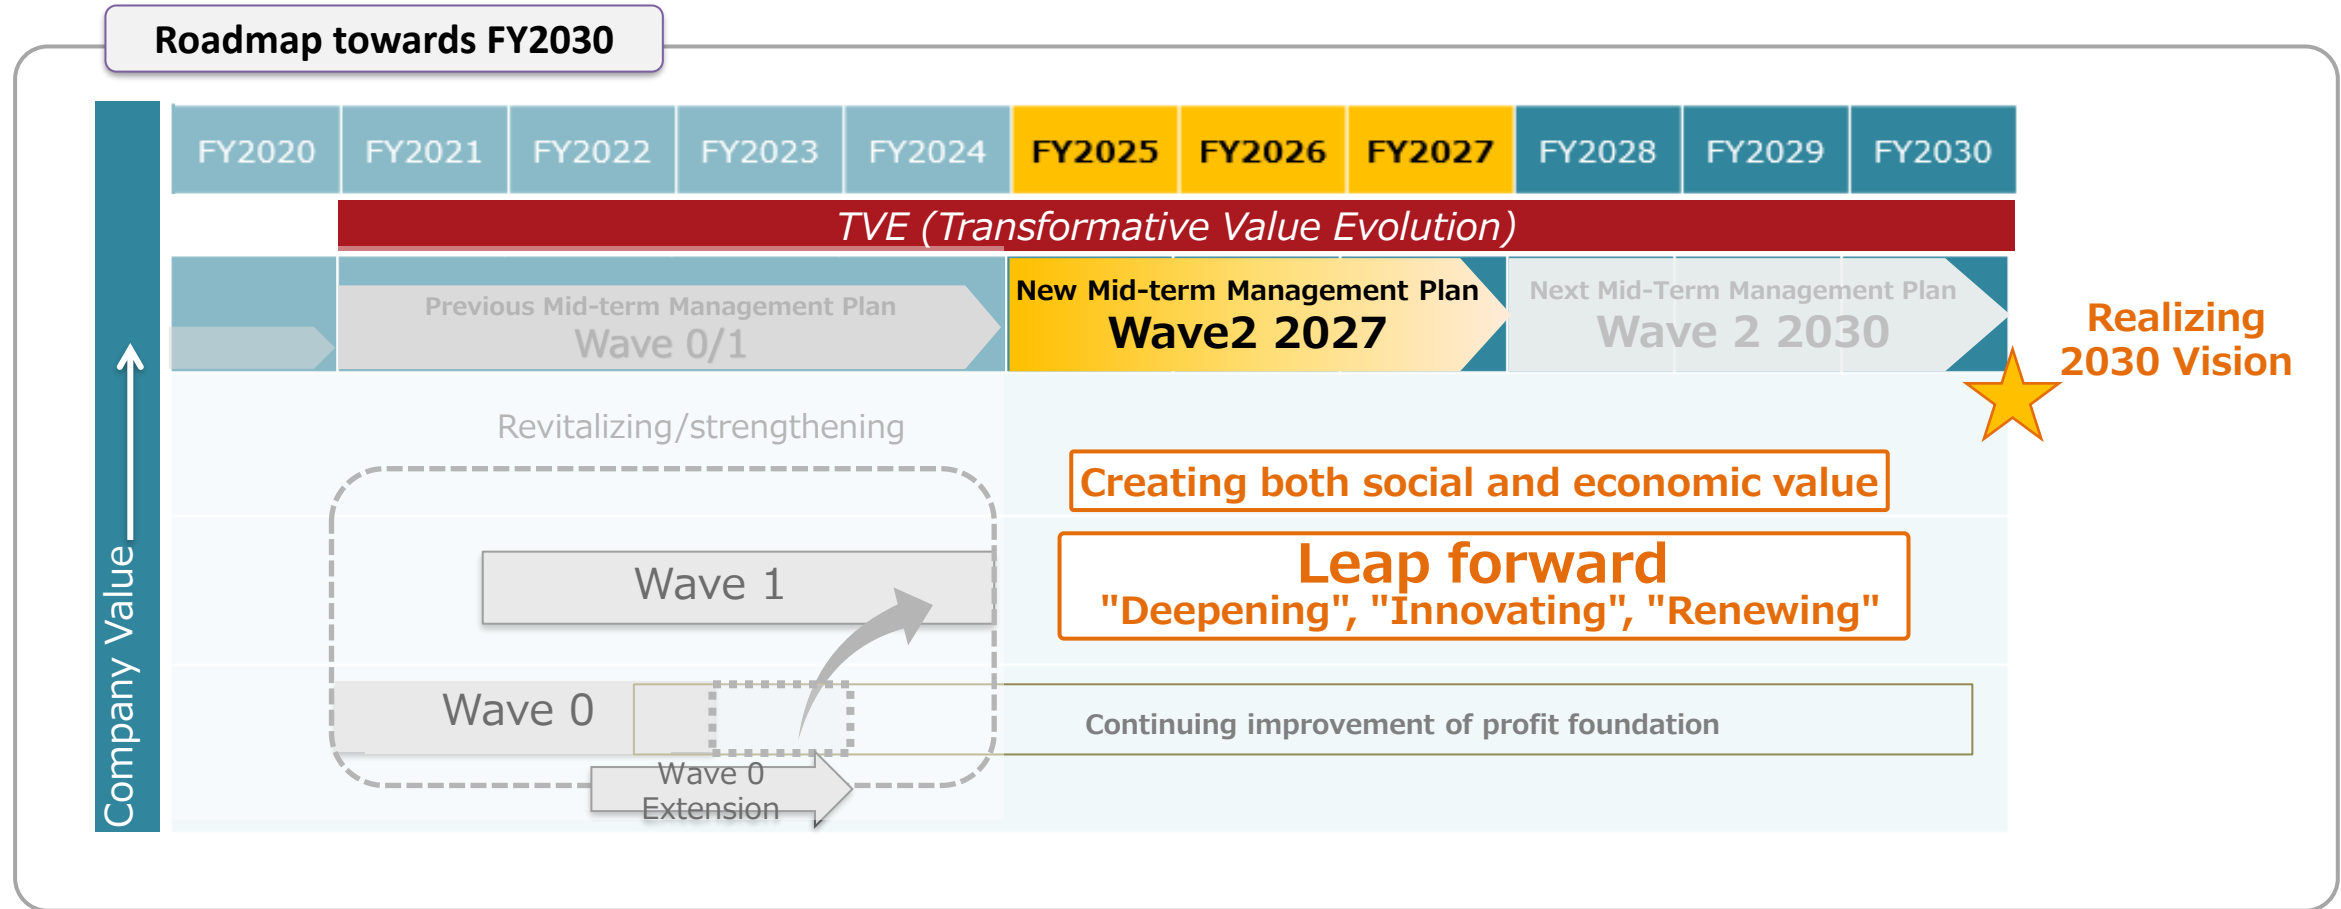 Roadmap towards FY2030
FY2020 FY2021 FY2022 FY2023 FY2024 FY2025 FY2026 FY2027 FY2028 FY2029 FY2030
TVE (Transformative Value Evolution)
Previous Mid-term Management Plan
Wave 0/1
New Mid-term Management Plan
Wave2 2027
Next Mid-Term Management Plan
Wave 2 2030
Realizing
2030 Vision
Company Value
Revitalizing/strengthening
Creating both social and economic value
Wave 1
Leap forward
"Deepening", "Innovating", "Renewing"
Wave 0
Continuing improvement of profit foundation
Wave 0
Extension